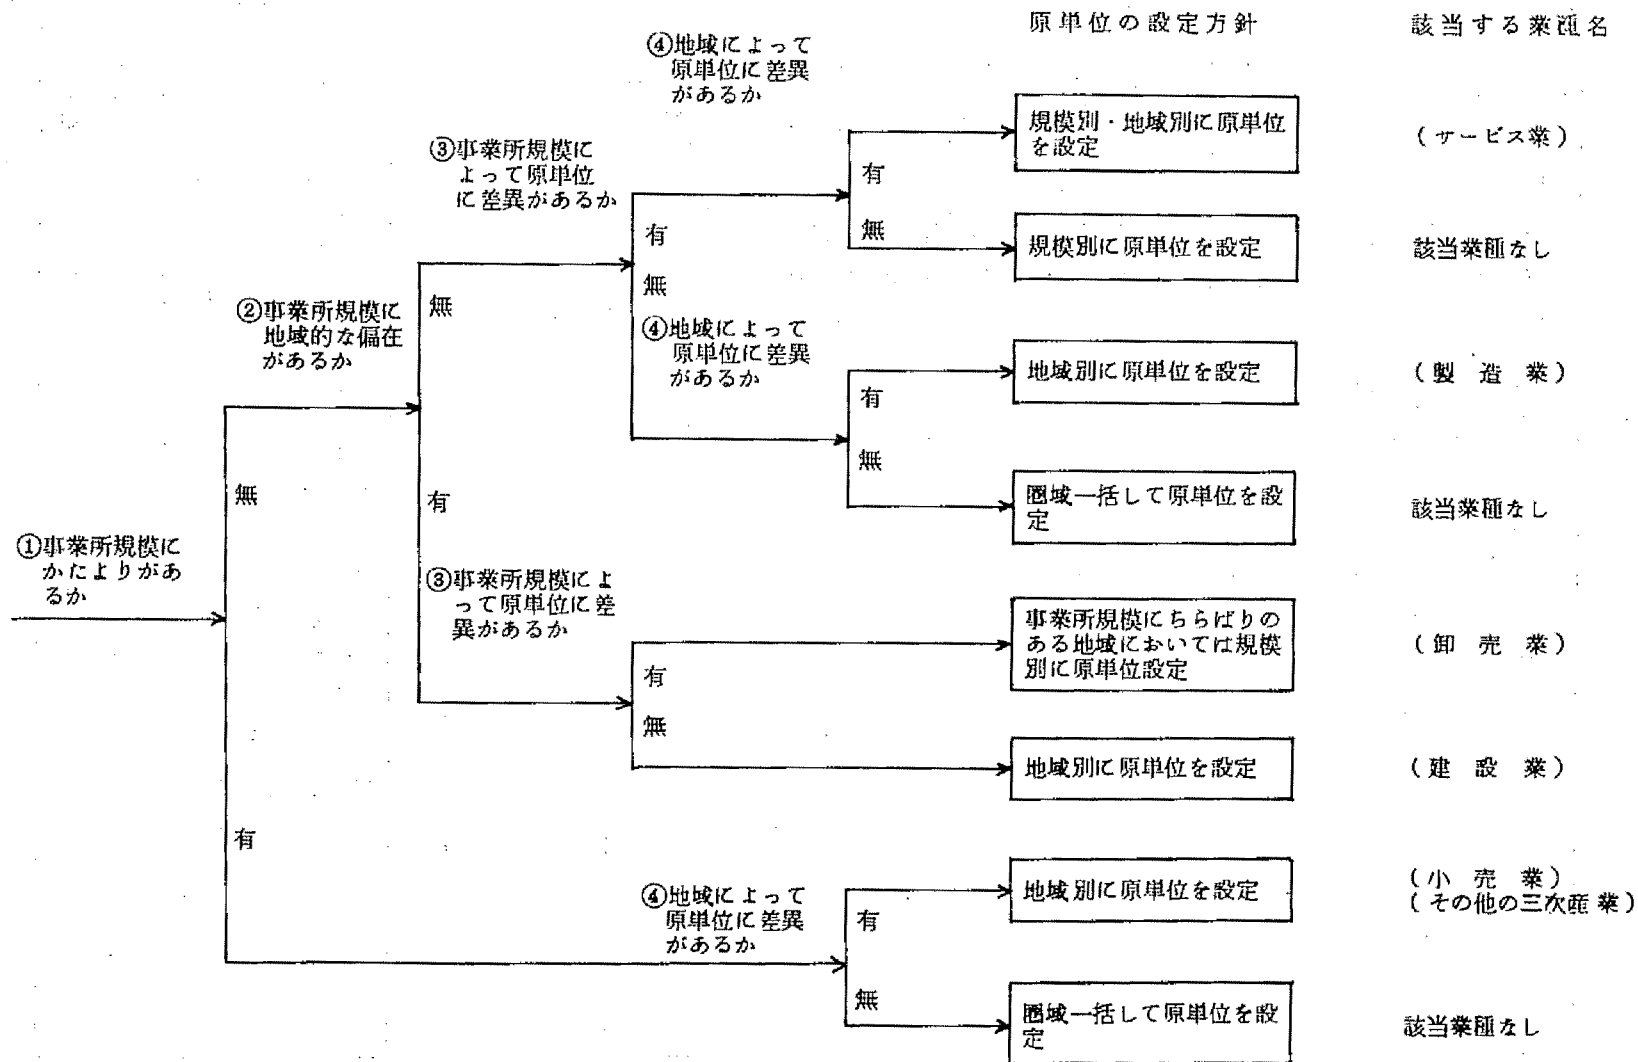 原単位の設定方針
該当する業種名
④地域によって
原単位に差異
があるか
規模別・地域別に原単位
を設定
(サービス業)
③事業所規模に
よって原単位
に差異があるか
有
無
規模別に原単位を設定
該当業種なし
有
無
②事業所規模に
地域的な偏在
があるか
無
④地域によって
原単位に差異
があるか
地域別に原単位を設定
(製造業)
有
無
圏域一括して原単位を設
定
該当業種なし
無
有
①事業所規模に
かたよりがあ
るか
③事業所規模によ
って原単位に差
異があるか
事業所規模にちらばりの
ある地域においては規模
別に原単位設定
(卸売業)
有
無
地域別に原単位を設定
(建設業)
有
④地域によって
原単位に差異
があるか
地域別に原単位を設定
(小売業)
(その他の三次産業)
有
無
圏域一括して原単位を設
定
該当業種なし